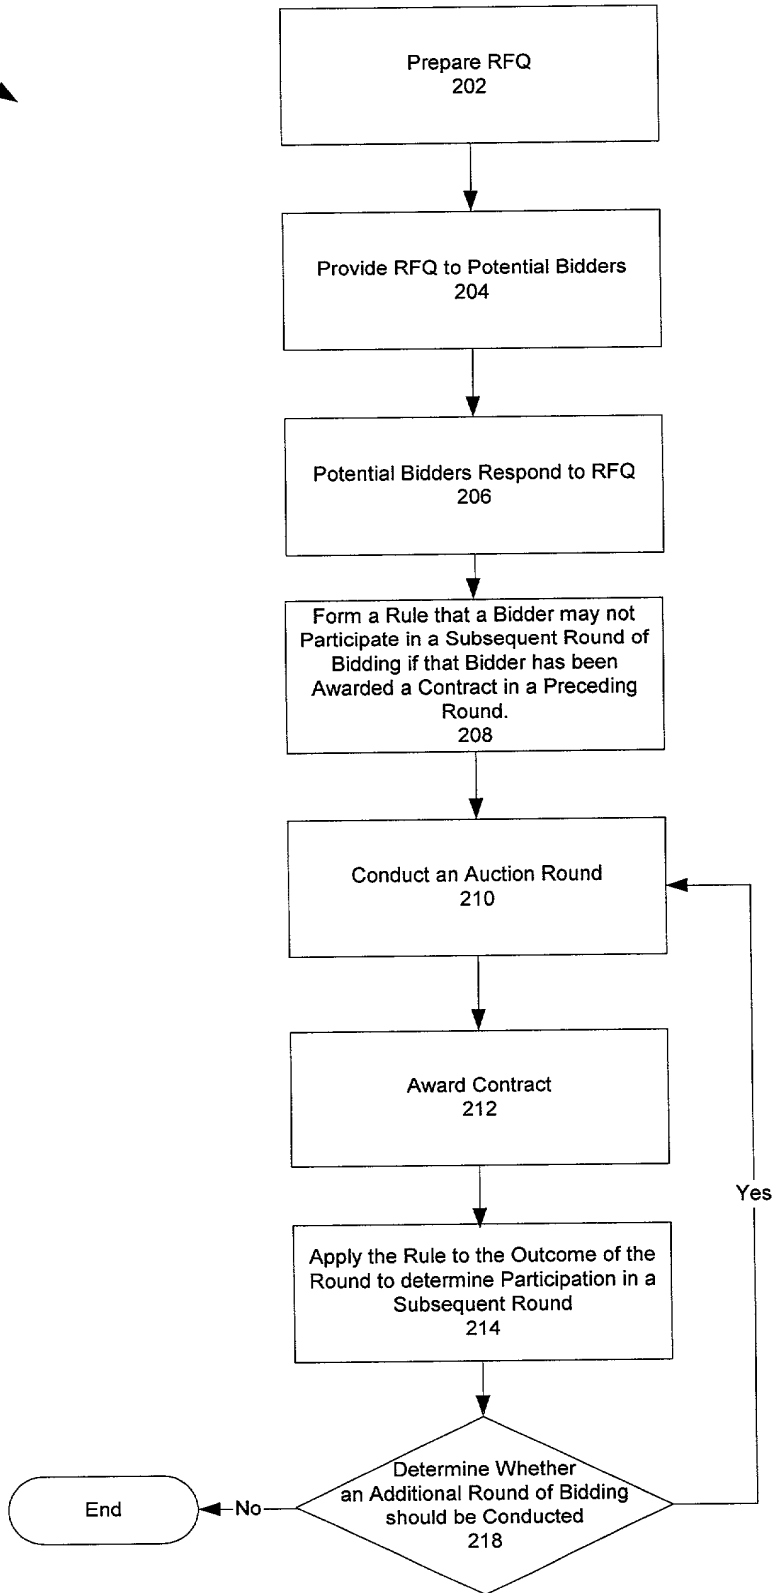 Prepare RFQ
202
Provide RFQ to Potential Bidders
204
Potential Bidders Respond to RFQ
206
Form a Rule that a Bidder may not
Participate in a Subsequent Round of
Bidding if that Bidder has been
Awarded a Contract in a Preceding
Round.
208
Conduct an Auction Round
210
Award Contract
212
Yes
Apply the Rule to the Outcome of the
Round to determine Participation in a
Subsequent Round
214
Determine Whether
an Additional Round of Bidding
should be Conducted
218
No
End